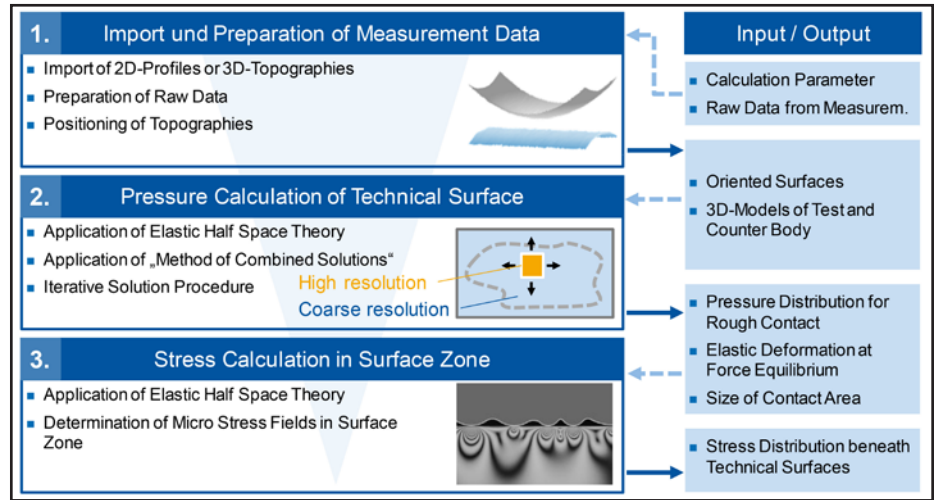 1. Import und Preparation of Measurement Data
Import of 2D-Profiles or 3D-Topographies
Preparation of Raw Data
Positioning of Topographies
2. Pressure Calculation of Technical Surface
Application of Elastic Half Space Theory
Application of „Method of Combined Solutions“
Iterative Solution Procedure
High resolution
Coarse resolution
3. Stress Calculation in Surface Zone
Application of Elastic Half Space Theory
Determination of Micro Stress Fields in Surface
Zone
Input / Output
Calculation Parameter
Raw Data from Measurem.
Oriented Surfaces
3D-Models of Test and
Counter Body
Pressure Distribution for
Rough Contact
Elastic Deformation at
Force Equilibrium
Size of Contact Area
Stress Distribution beneath
Technical Surfaces